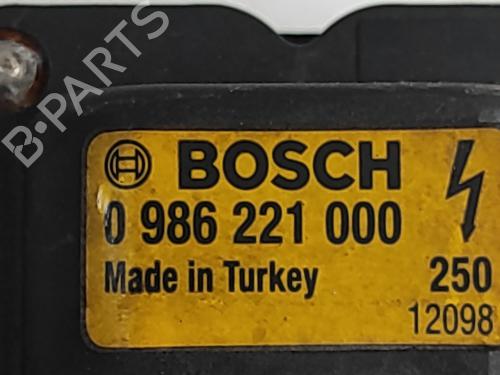 B-PARTS
BOSCH
0 986 221 000
Made in Turkey 250
12098